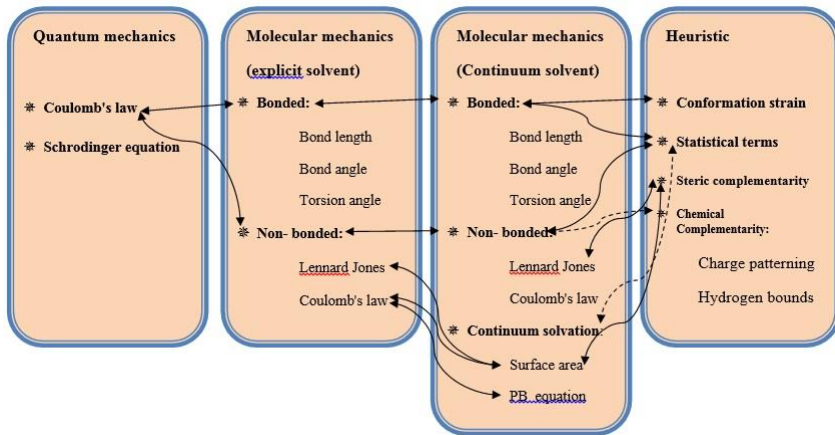 Quantum mechanics
✵ Coulomb's law
✵ Schrodinger equation
Molecular mechanics
(explicit solvent)
✵ Bonded:
Bond length
Bond angle
Torsion angle
✵ Non- bonded:
Lennard Jones
Coulomb's law
Molecular mechanics
(Continuum solvent)
✵ Bonded:
Bond length
Bond angle
Torsion angle
✵ Non- bonded:
Lennard Jones
Coulomb's law
✵ Continuum solvation:
Surface area
PB equation
Heuristic
✵ Conformation strain
✵ Statistical terms
✵ Steric complementarity
✵ Chemical
Complementarity:
Charge patterning
Hydrogen bounds